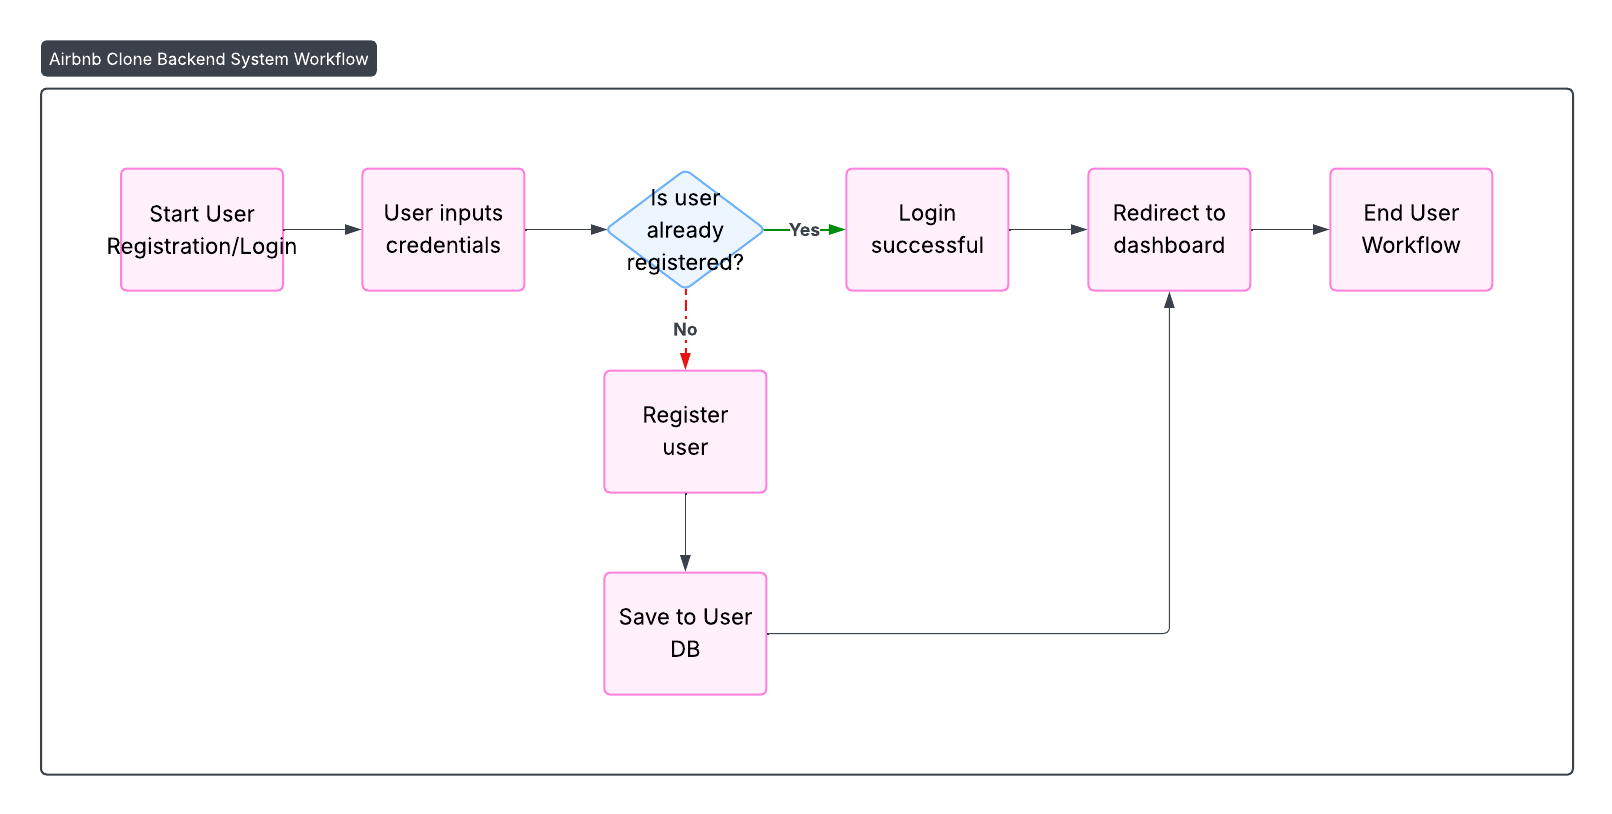 Airbnb Clone Backend System Workflow
Start User
Registration/Login
User inputs
credentials
Is user
already
registered?
Yes
Login
successful
Redirect to
dashboard
End User
Workflow
No
Register
user
Save to User
DB